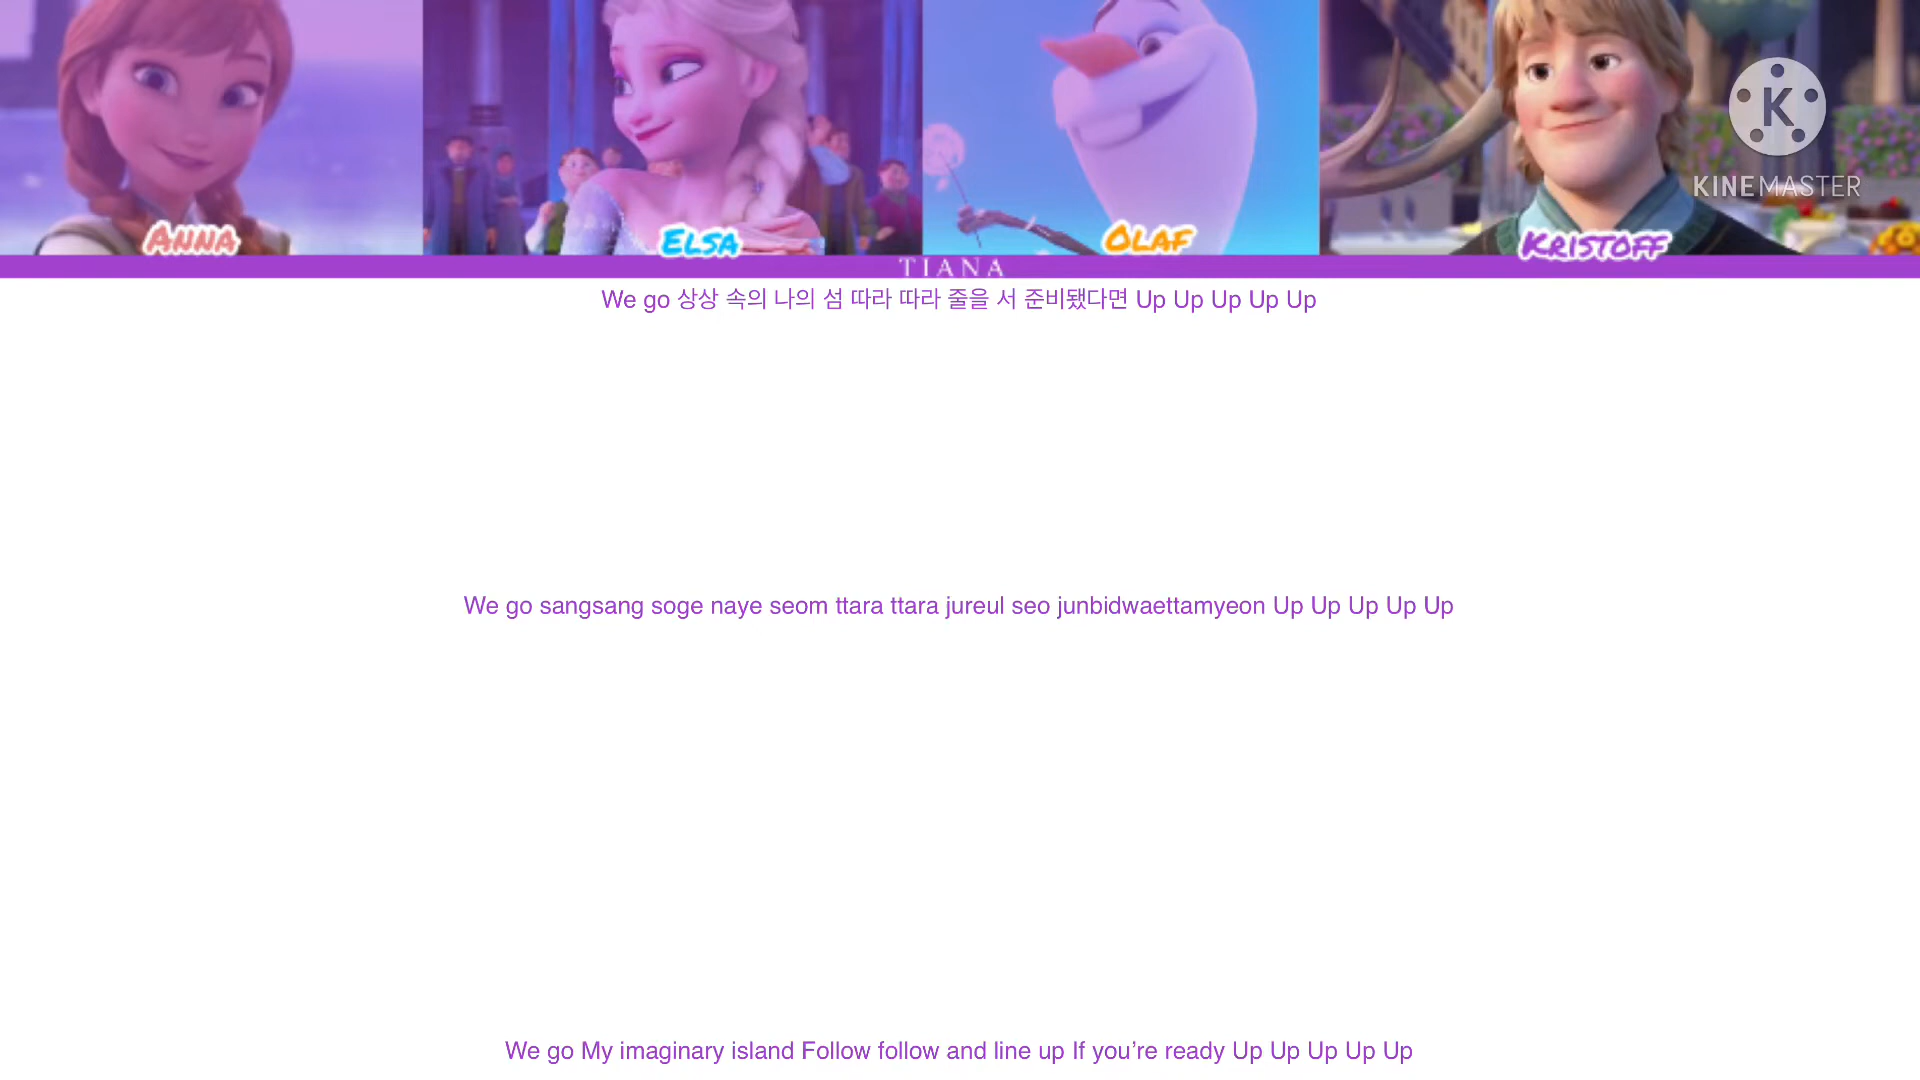 Anna
Elsa
Olaf
Kristoff
K
KINEMASTER
TIANA
We go 상상 속의 나의 섬 따라 따라 줄을 서 준비됐다면 Up Up Up Up Up
We go sangsang soge naye seom ttara ttara jureul seo junbidwaettamyeon Up Up Up Up Up
We go My imaginary island Follow follow and line up If you’re ready Up Up Up Up Up